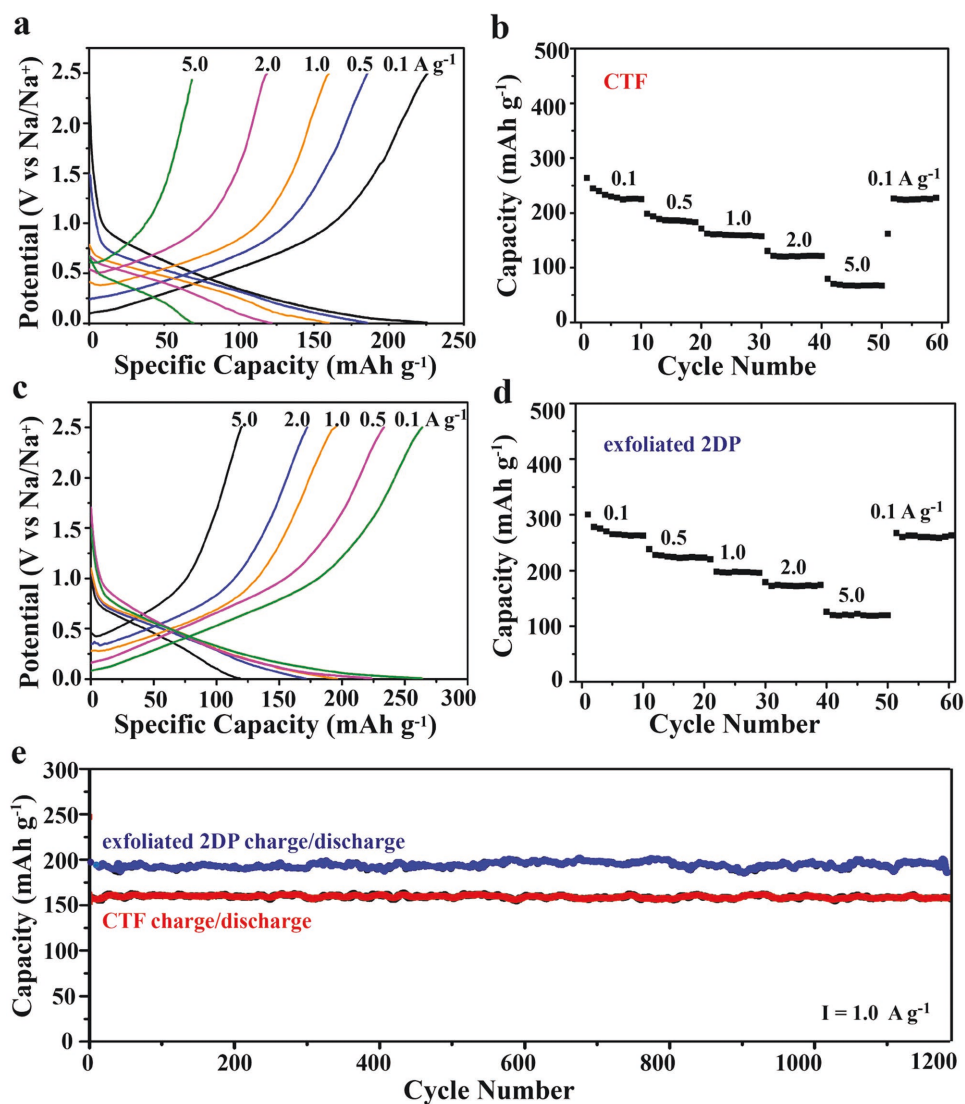 a
5.0 2.0 1.0 0.5 0.1 A g-1
2.5
2.0
1.5
1.0
0.5
0.0
Potential (V vs Na/Na+)
0 50 100 150 200 250
Specific Capacity (mAh g-1)
b
CTF
500
400
300
200
100
0
Capacity (mAh g-1)
0.1
0.5
1.0
2.0
5.0
0.1 A g-1
0 10 20 30 40 50 60
Cycle Numbe
c
5.0 2.0 1.0 0.5 0.1 A g-1
2.5
2.0
1.5
1.0
0.5
0.0
Potential (V vs Na/Na+)
0 50 100 150 200 250 300
Specific Capacity (mAh g-1)
d
exfoliated 2DP
500
400
300
200
100
0
Capacity (mAh g-1)
0.1
0.5
1.0
2.0
5.0
0.1 A g-1
0 10 20 30 40 50 60
Cycle Number
e
300
250
200
150
100
50
0
Capacity (mAh g-1)
exfoliated 2DP charge/discharge
CTF charge/discharge
I = 1.0 A g-1
0 200 400 600 800 1000 1200
Cycle Number